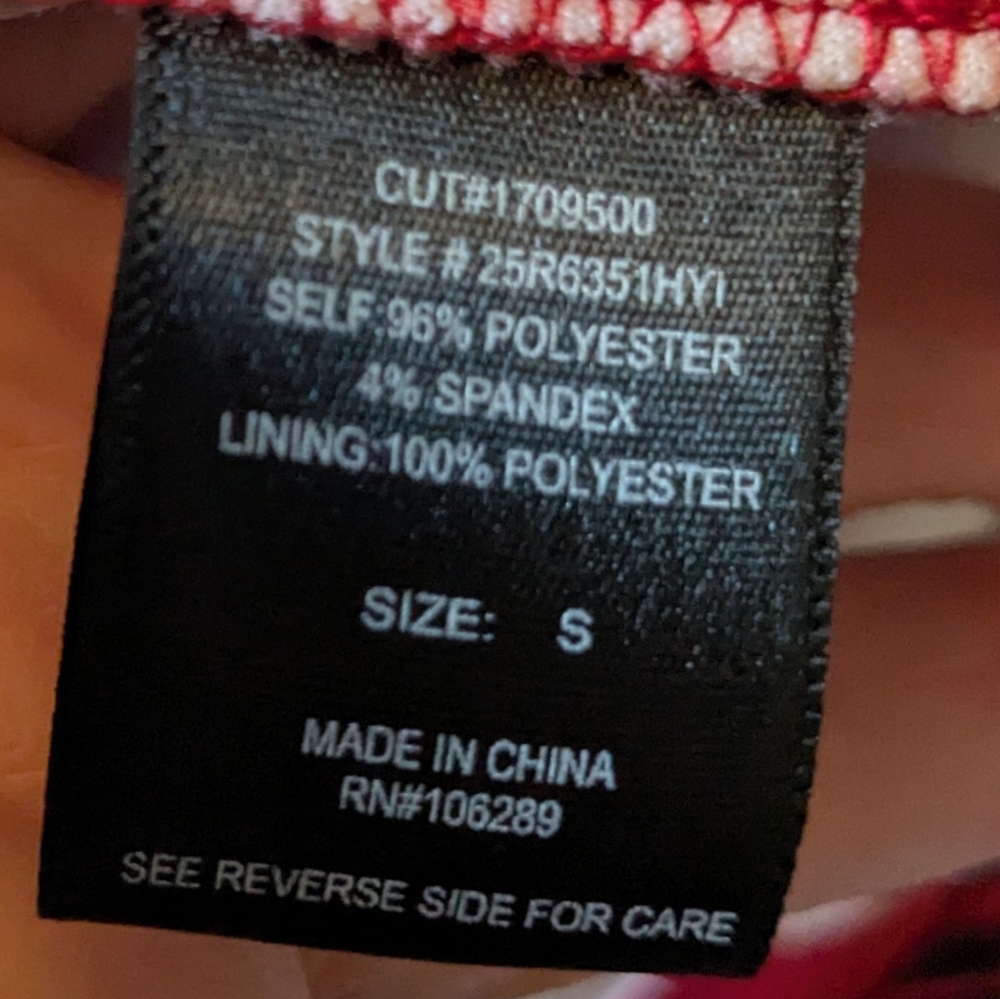 CUT#1709500
STYLE # 25R6351HYI
SELF:96% POLYESTER
4% SPANDEX
LINING:100% POLYESTER
SIZE: S
MADE IN CHINA
RN#106289
SEE REVERSE SIDE FOR CARE